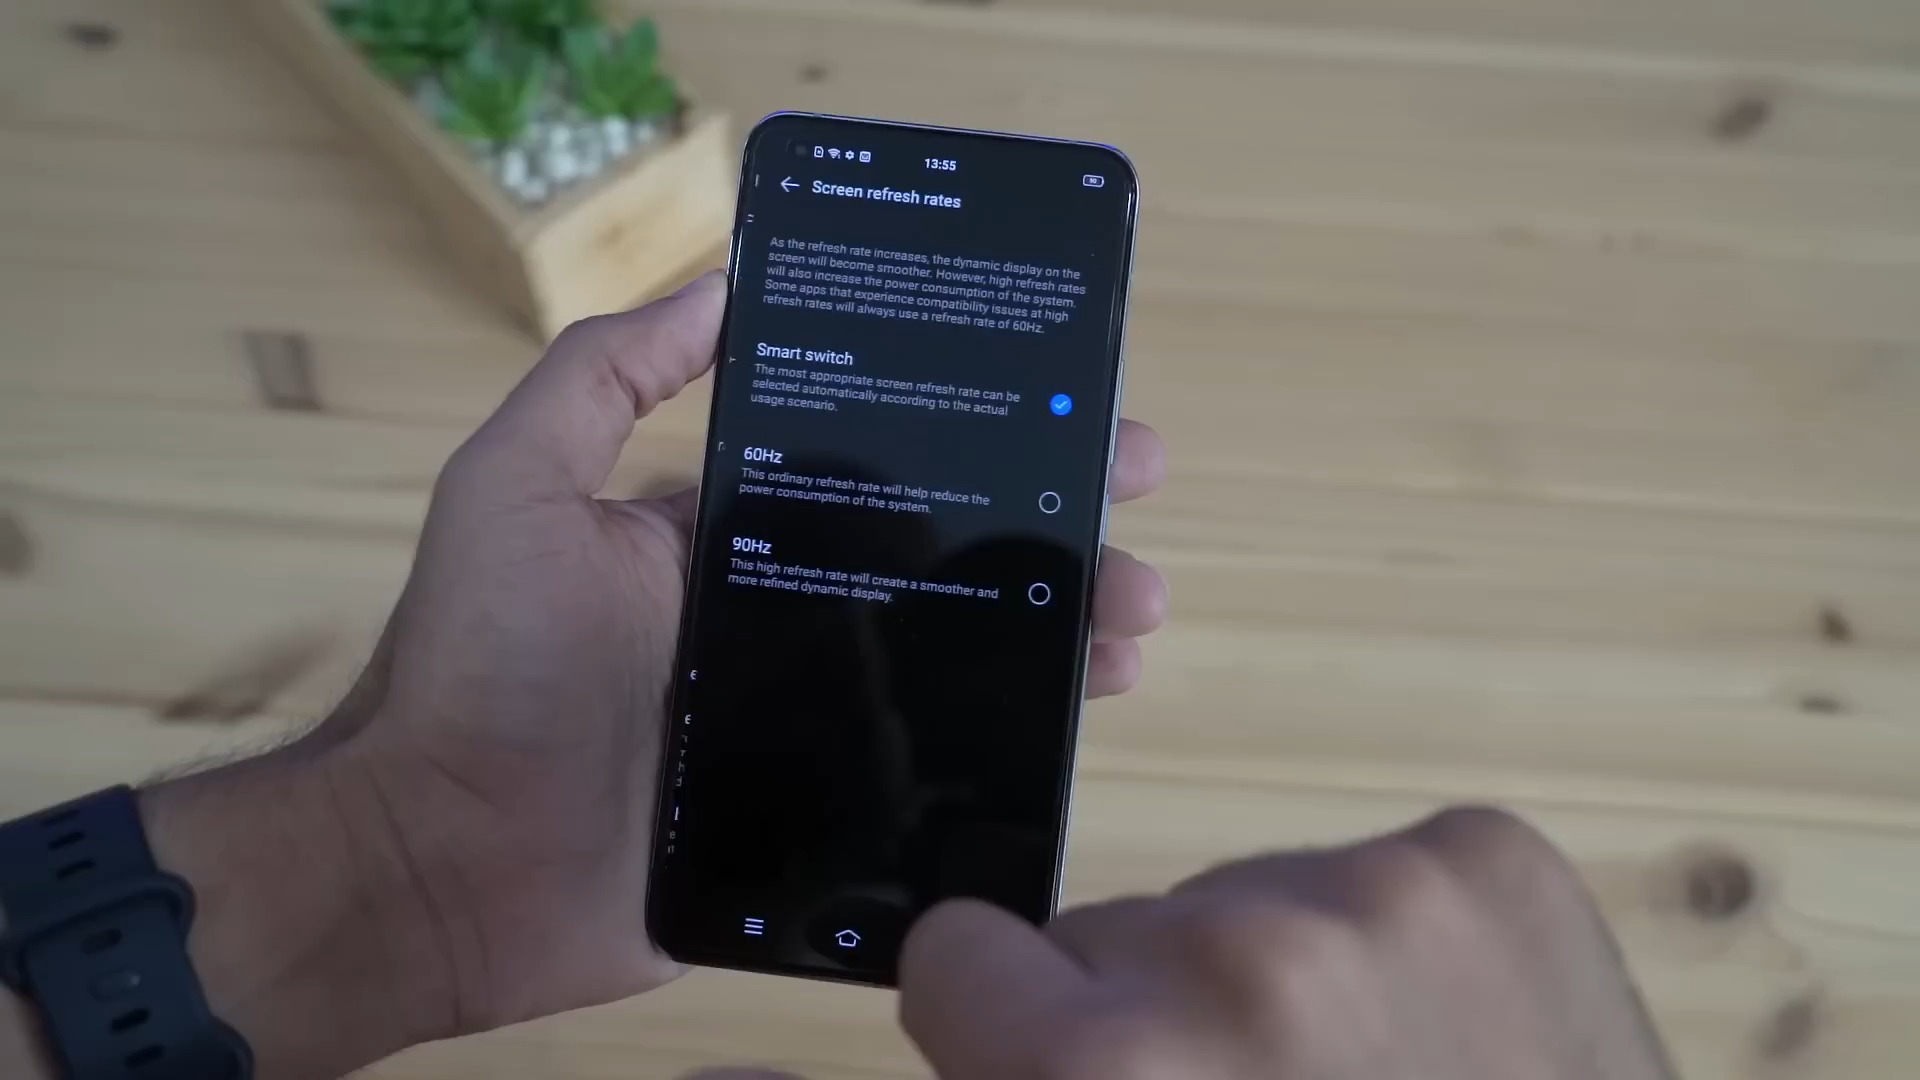 13:55
50
Screen refresh rates
As the refresh rate increases, the dynamic display on the
screen will become smoother. However, high refresh rates
will also increase the power consumption of the system.
Some apps that experience compatibility issues at high
refresh rates will always use a refresh rate of 60Hz.
Smart switch
The most appropriate screen refresh rate can be
selected automatically according to the actual
usage scenario.
60Hz
This ordinary refresh rate will help reduce the
power consumption of the system.
90Hz
This high refresh rate will create a smoother and
more refined dynamic display.